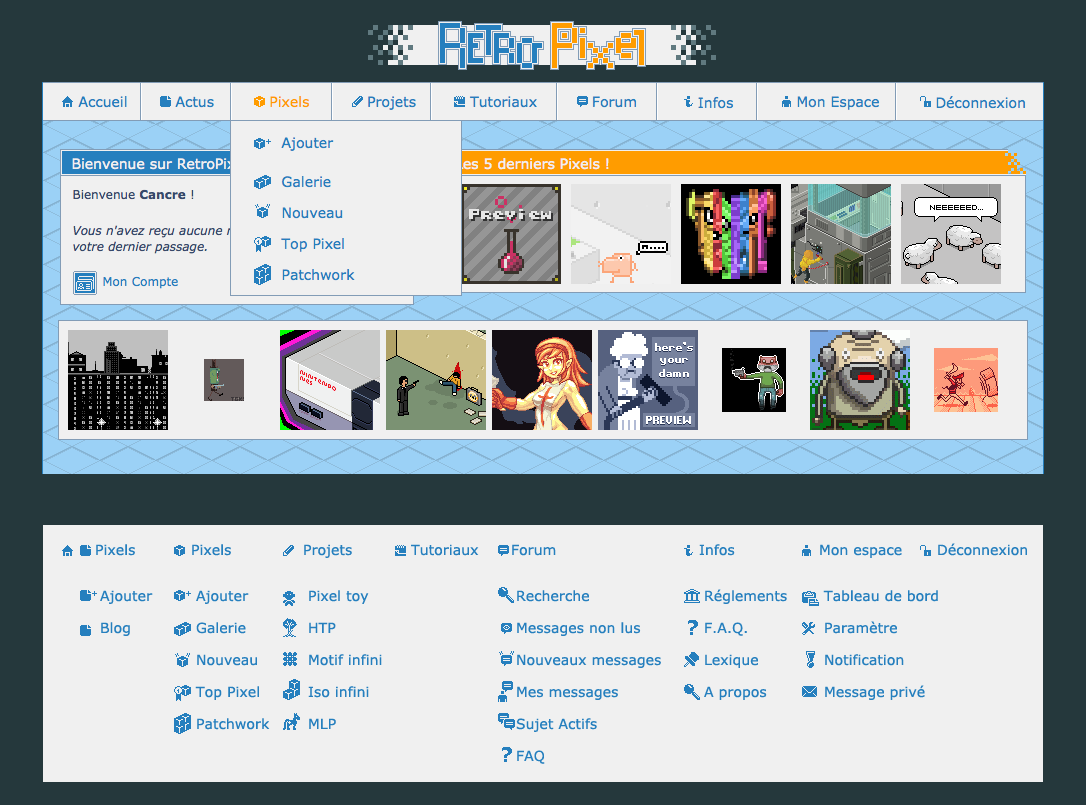 RETRO PIXEL
Accueil Actus Pixels Projets Tutoriaux Forum Infos Mon Espace Déconnexion
Ajouter
Galerie
Nouveau
Top Pixel
Patchwork
Bienvenue sur RetroPix
Bienvenue Cancre !
Vous n'avez reçu aucune
votre dernier passage.
Mon Compte
es 5 derniers Pixels !
Preview
NEEEEEED...
here's
your
damn
PREVIEW
Pixels Pixels Projets Tutoriaux Forum Infos Mon espace Déconnexion
Ajouter Ajouter Pixel toy Recherche Réglements Tableau de bord
Blog Galerie HTP Messages non lus F.A.Q. Paramètre
Nouveau Motif infini Nouveaux messages Lexique Notification
Top Pixel Iso infini Mes messages A propos Message privé
Patchwork MLP Sujet Actifs
FAQ